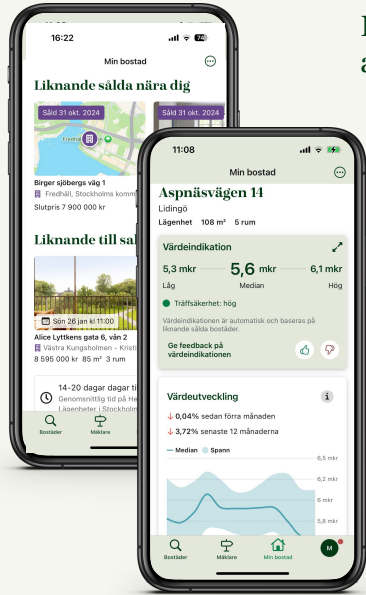 16:22
74
Min bostad
Liknande sålda nära dig
Såld 31 okt. 2024
Såld 31 okt. 2024
Birger sjöbergs väg 1
Fredhäll, Stockholms komm
Slutpris 7 900 000 kr
Liknande till sal
Sön 26 jan kl 11:00
Alice Lyttkens gata 6, vån 2
Västra Kungsholmen - Kristi
8 595 000 kr 85 m² 3 rum
14-20 dagar dagar ti
Genomsnittlig tid på He
Lägenheter i Stockholm
Bostäder
Mäklare
11:08
Min bostad
Aspnäsvägen 14
Lidingö
Lägenhet 108 m² 5 rum
Värdeindikation
5,3 mkr 5,6 mkr 6,1 mkr
Låg Median Hög
Träffsäkerhet: hög
Värdeindikationen är automatisk och baseras på
liknande sålda bostäder.
Ge feedback på
värdeindikationen
Värdeutveckling
i
↓ 0,04% sedan förra månaden
↓ 3,72% senaste 12 månaderna
Median Spann
6,5 mkr
6,2 mkr
6 mkr
5,8 mkr
Bostäder
Mäklare
Min bostad
M